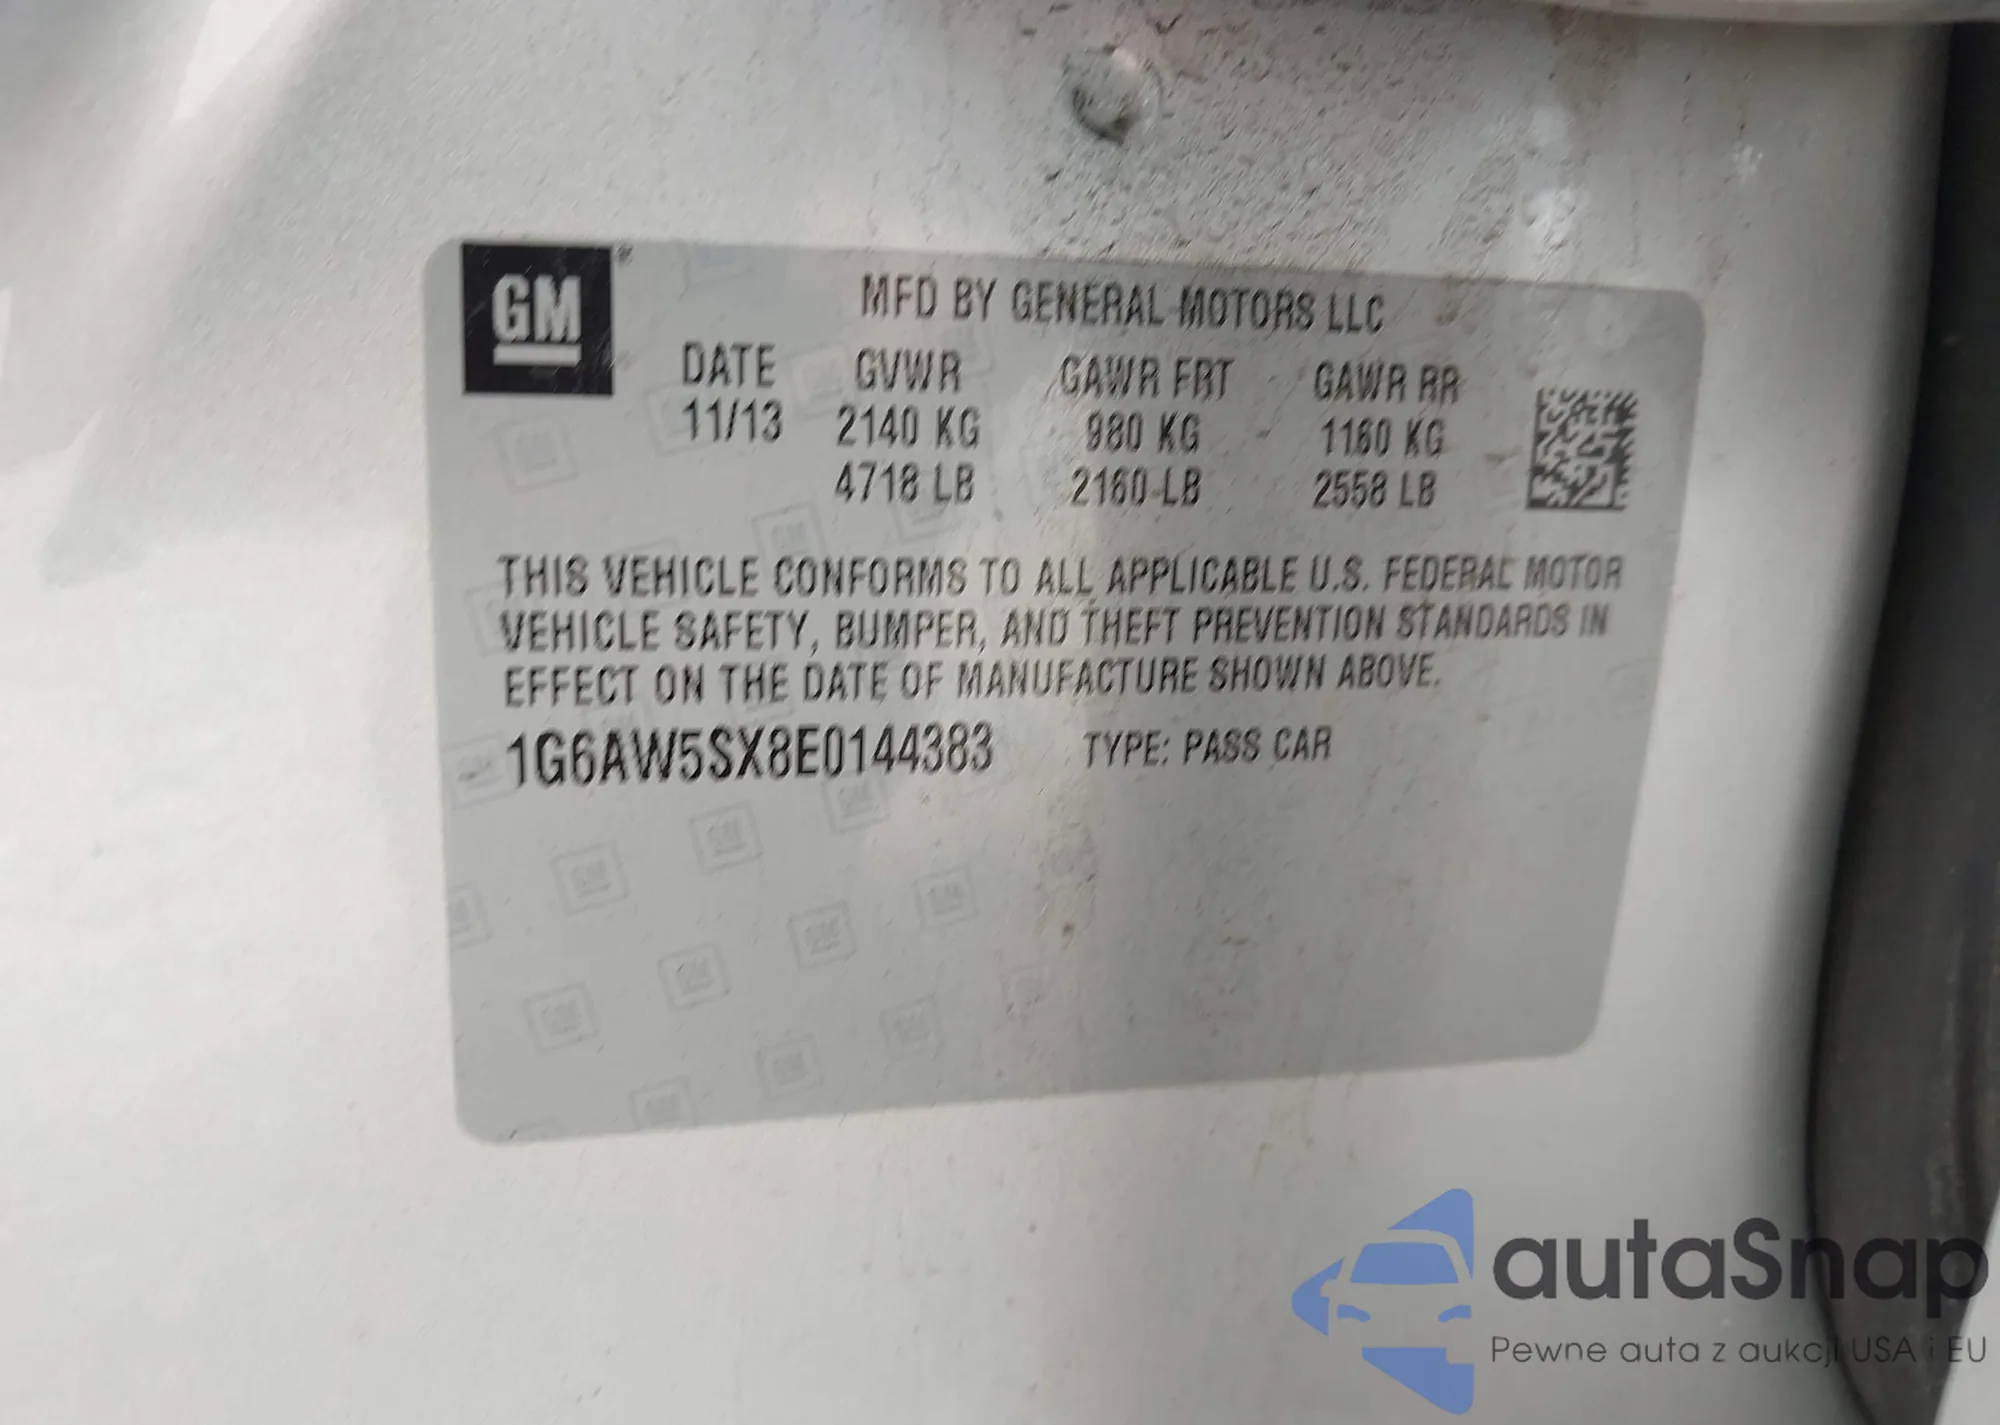 GM
MFD BY GENERAL MOTORS LLC
DATE GVWR GAWR FRT GAWR RR
11/13 2140 KG 980 KG 1160 KG
4718 LB 2160 LB 2558 LB
THIS VEHICLE CONFORMS TO ALL APPLICABLE U.S. FEDERAL MOTOR
VEHICLE SAFETY, BUMPER, AND THEFT PREVENTION STANDARDS IN
EFFECT ON THE DATE OF MANUFACTURE SHOWN ABOVE.
1G6AW5SX8E0144383 TYPE: PASS CAR
autaSnap
Pewne auta z aukcji USA i EU